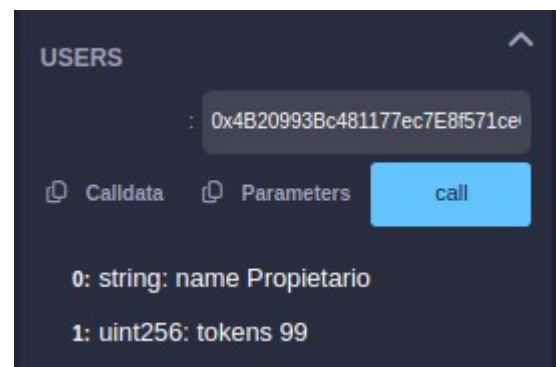 USERS
: 0x4B20993Bc481177ec7E8f571ce
Calldata Parameters call
0: string: name Propietario
1: uint256: tokens 99